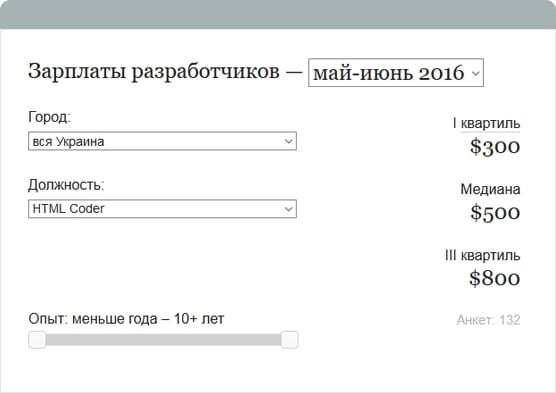 Зарплаты разработчиков — май-июнь 2016
Город:
вся Украина
Должность:
HTML Coder
Опыт: меньше года – 10+ лет
I квартиль
$300
Медиана
$500
III квартиль
$800
Анкет: 132